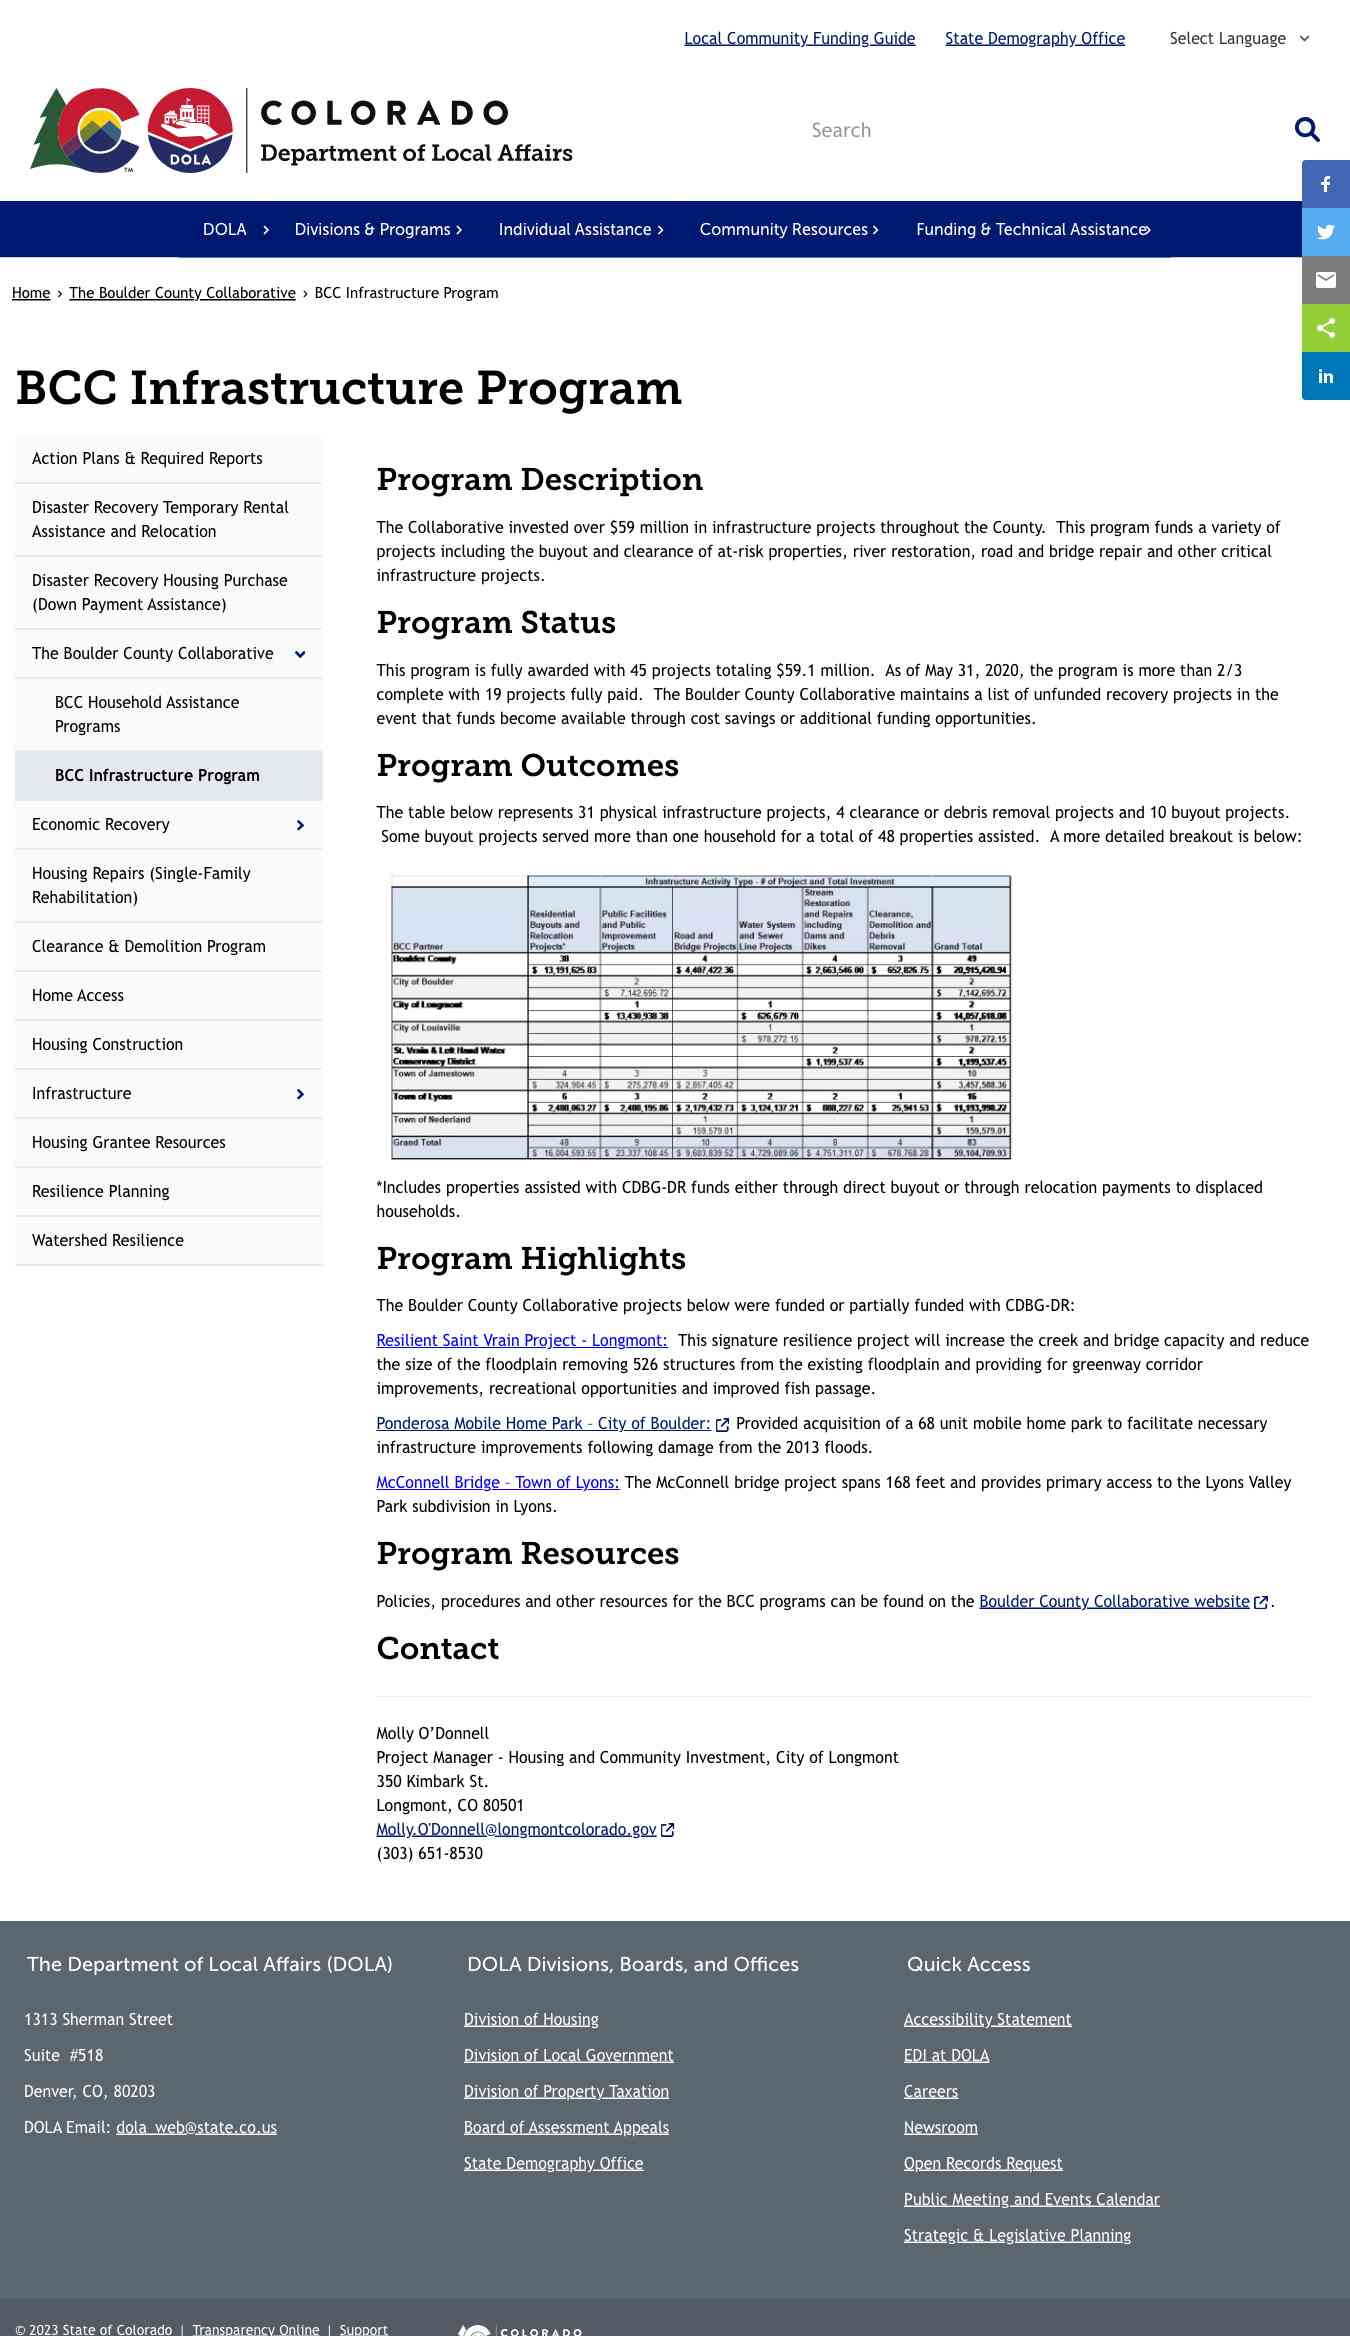 Local Community Funding Guide State Demography Office Select Language
COLORADO
Department of Local Affairs
DOLA
TM
Search
DOLA Divisions & Programs Individual Assistance Community Resources Funding & Technical Assistance
Home › The Boulder County Collaborative › BCC Infrastructure Program
BCC Infrastructure Program
Action Plans & Required Reports
Disaster Recovery Temporary Rental
Assistance and Relocation
Disaster Recovery Housing Purchase
(Down Payment Assistance)
The Boulder County Collaborative
BCC Household Assistance
Programs
BCC Infrastructure Program
Economic Recovery
Housing Repairs (Single-Family
Rehabilitation)
Clearance & Demolition Program
Home Access
Housing Construction
Infrastructure
Housing Grantee Resources
Resilience Planning
Watershed Resilience
Program Description
The Collaborative invested over $59 million in infrastructure projects throughout the County. This program funds a variety of
projects including the buyout and clearance of at-risk properties, river restoration, road and bridge repair and other critical
infrastructure projects.
Program Status
This program is fully awarded with 45 projects totaling $59.1 million. As of May 31, 2020, the program is more than 2/3
complete with 19 projects fully paid. The Boulder County Collaborative maintains a list of unfunded recovery projects in the
event that funds become available through cost savings or additional funding opportunities.
Program Outcomes
The table below represents 31 physical infrastructure projects, 4 clearance or debris removal projects and 10 buyout projects.
Some buyout projects served more than one household for a total of 48 properties assisted. A more detailed breakout is below:
Infrastructure Activity Type - # of Project and Total Investment
BCC Partner
Residential
Buyouts and
Relocation
Projects*
Public Facilities
and Public
Improvement
Projects
Road and
Bridge Projects
Water System
and Sewer
Line Projects
Stream
Restoration
and Repairs
including
Dams and
Dikes
Clearance,
Demolition and
Debris
Removal
Grand Total
Boulder County 38 4 4 3 49
$ 13,191,625.83 $ 4,407,422.36 $ 2,663,546.00 $ 652,826.75 $ 20,915,420.94
City of Boulder 2 2
$ 7,142,695.72 $ 7,142,695.72
City of Longmont 1 1 2
$ 13,430,938.38 $ 626,679.70 $ 14,057,618.08
City of Louisville 1 1
$ 978,272.15 $ 978,272.15
St. Vrain & Left Hand Water 2 2
Conservancy District $ 1,199,537.45 $ 1,199,537.45
Town of Jamestown 4 3 3 10
$ 324,904.45 $ 275,278.49 $ 2,857,405.42 $ 3,457,588.36
Town of Lyons 6 3 2 2 2 1 16
$ 2,488,063.27 $ 2,488,195.86 $ 2,179,432.73 $ 3,124,137.21 $ 888,227.62 $ 25,941.53 $ 11,193,998.22
Town of Nederland 1 1
$ 159,579.01 $ 159,579.01
Grand Total 48 9 10 4 8 4 83
$ 16,004,593.55 $ 23,337,108.45 $ 9,603,839.52 $ 4,729,089.06 $ 4,751,311.07 $ 678,768.28 $ 59,104,709.93
*Includes properties assisted with CDBG-DR funds either through direct buyout or through relocation payments to displaced
households.
Program Highlights
The Boulder County Collaborative projects below were funded or partially funded with CDBG-DR:
Resilient Saint Vrain Project - Longmont: This signature resilience project will increase the creek and bridge capacity and reduce
the size of the floodplain removing 526 structures from the existing floodplain and providing for greenway corridor
improvements, recreational opportunities and improved fish passage.
Ponderosa Mobile Home Park – City of Boulder: Provided acquisition of a 68 unit mobile home park to facilitate necessary
infrastructure improvements following damage from the 2013 floods.
McConnell Bridge – Town of Lyons: The McConnell bridge project spans 168 feet and provides primary access to the Lyons Valley
Park subdivision in Lyons.
Program Resources
Policies, procedures and other resources for the BCC programs can be found on the Boulder County Collaborative website.
Contact
Molly O’Donnell
Project Manager - Housing and Community Investment, City of Longmont
350 Kimbark St.
Longmont, CO 80501
Molly.O'Donnell@longmontcolorado.gov
(303) 651-8530
The Department of Local Affairs (DOLA)
1313 Sherman Street
Suite #518
Denver, CO, 80203
DOLA Email: dola_web@state.co.us
DOLA Divisions, Boards, and Offices
Division of Housing
Division of Local Government
Division of Property Taxation
Board of Assessment Appeals
State Demography Office
Quick Access
Accessibility Statement
EDI at DOLA
Careers
Newsroom
Open Records Request
Public Meeting and Events Calendar
Strategic & Legislative Planning
© 2023 State of Colorado | Transparency Online | Support
COLORADO